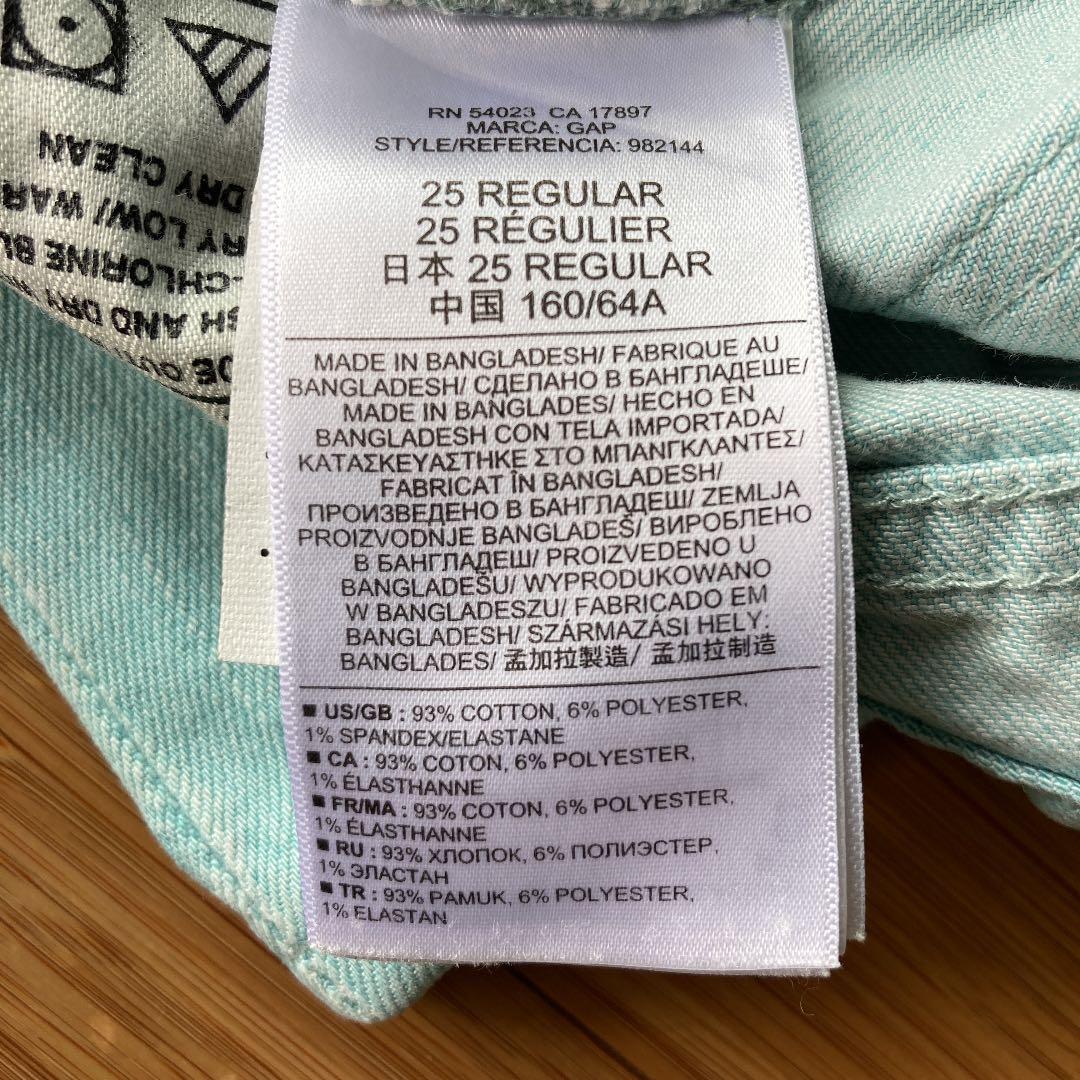 RN 54023 CA 17897
MARCA: GAP
STYLE/REFERENCIA: 982144
25 REGULAR
25 RÉGULIER
日本 25 REGULAR
中国 160/64A
MADE IN BANGLADESH/ FABRIQUE AU
BANGLADESH/ СДЕЛАНО В БАНГЛАДЕШЕ/
MADE IN BANGLADES/ HECHO EN
BANGLADESH CON TELA IMPORTADA/
ΚΑΤΑΣΚΕΥΑΣΤΗΚΕ ΣΤΟ ΜΠΑΝΓΚΛΑΝΤΕΣ/
FABRICAT ÎN BANGLADESH/
ПРОИЗВЕДЕНО В БАНГЛАДЕШ/ ZEMLJA
PROIZVODNJE BANGLADEŠ/ ВИРОБЛЕНО
В БАНГЛАДЕШ/ PROIZVEDENO U
BANGLADEŠU/ WYPRODUKOWANO
W BANGLADESZU/ FABRICADO EM
BANGLADESH/ SZÁRMAZÁSI HELY:
BANGLADES/ 孟加拉製造/ 孟加拉制造
■ US/GB : 93% COTTON, 6% POLYESTER,
1% SPANDEX/ELASTANE
■ CA : 93% COTON, 6% POLYESTER,
1% ÉLASTHANNE
■ FR/MA : 93% COTON, 6% POLYESTER,
1% ÉLASTHANNE
■ RU : 93% ХЛОПОК, 6% ПОЛИЭСТЕР,
1% ЭЛАСТАН
■ TR : 93% PAMUK, 6% POLYESTER,
1% ELASTAN
AND DRY
CHLORINE
LOW/
DRY CLEAN